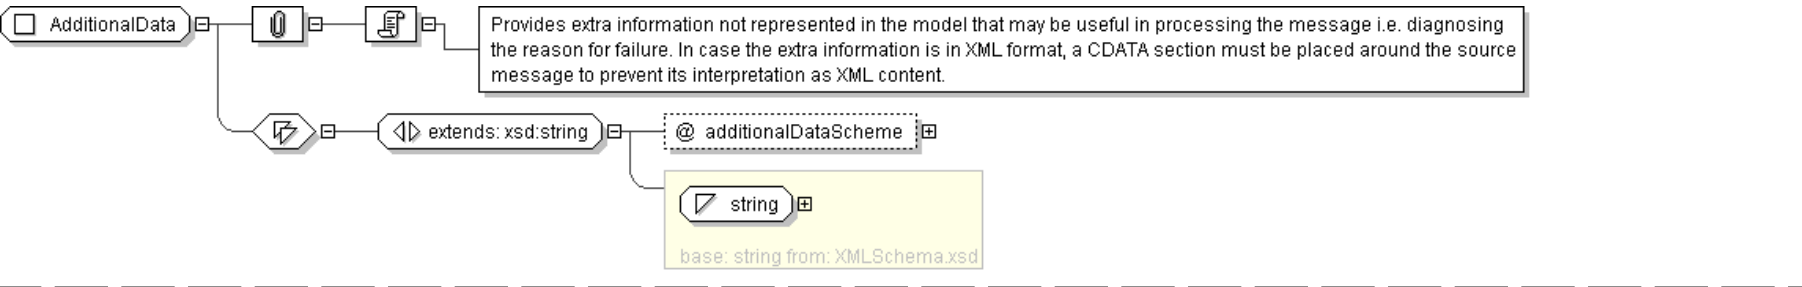 AdditionalData
Provides extra information not represented in the model that may be useful in processing the message i.e. diagnosing
the reason for failure. In case the extra information is in XML format, a CDATA section must be placed around the source
message to prevent its interpretation as XML content.
extends: xsd:string
@ additionalDataScheme
string
base: string from: XMLSchema.xsd